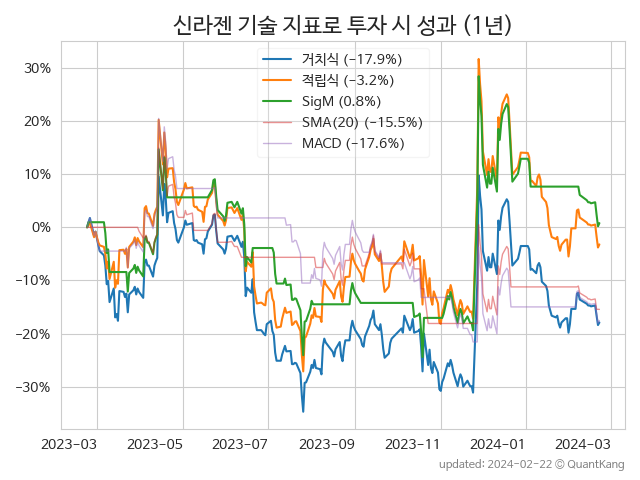 신라젠 기술 지표로 투자 시 성과 (1년)
거치식 (−17.9%)
적립식 (−3.2%)
SigM (0.8%)
SMA(20) (−15.5%)
MACD (−17.6%)
30%
20%
10%
0%
−10%
−20%
−30%
2023-03 2023-05 2023-07 2023-09 2023-11 2024-01 2024-03
updated: 2024-02-22 © QuantKang